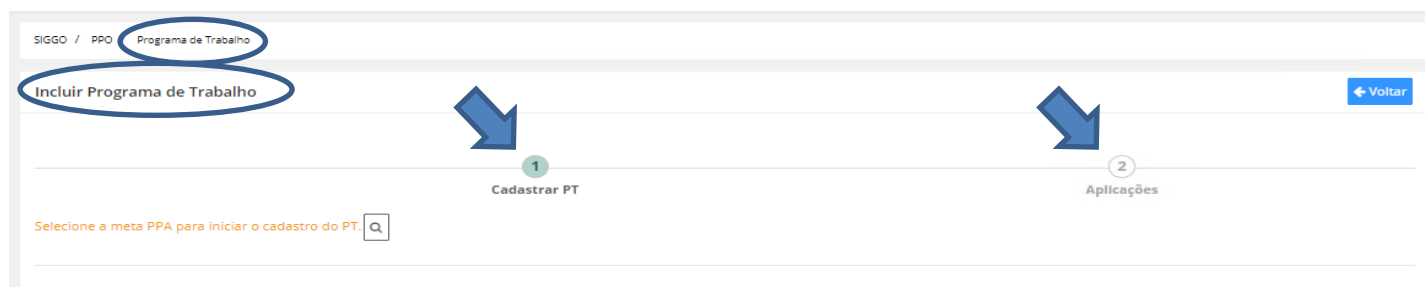 SIGGO / PPO Programa de Trabalho
Incluir Programa de Trabalho
Voltar
1
2
Cadastrar PT
Aplicações
Selecione a meta PPA para iniciar o cadastro do PT.